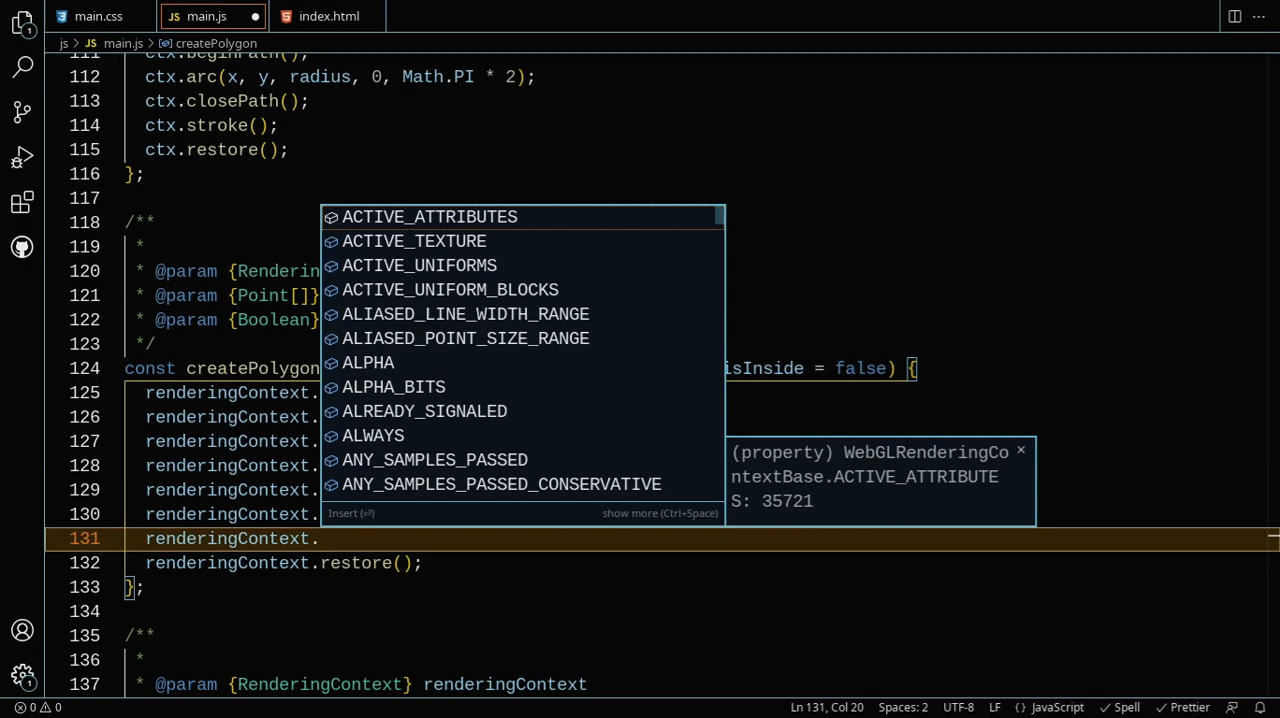 main.css
JS main.js
index.html
js > JS main.js > createPolygon
111 ctx.beginPath();
112 ctx.arc(x, y, radius, 0, Math.PI * 2);
113 ctx.closePath();
114 ctx.stroke();
115 ctx.restore();
116 };
117
118 /**
119 *
120 * @param {Renderin
121 * @param {Point[]}
122 * @param {Boolean}
123 */
124 const createPolygon isInside = false) {
125 renderingContext.
126 renderingContext.
127 renderingContext.
128 renderingContext.
129 renderingContext.
130 renderingContext.
131 renderingContext.
132 renderingContext.restore();
133 };
134
135 /**
136 *
137 * @param {RenderingContext} renderingContext
ACTIVE_ATTRIBUTES
ACTIVE_TEXTURE
ACTIVE_UNIFORMS
ACTIVE_UNIFORM_BLOCKS
ALIASED_LINE_WIDTH_RANGE
ALIASED_POINT_SIZE_RANGE
ALPHA
ALPHA_BITS
ALREADY_SIGNALED
ALWAYS
ANY_SAMPLES_PASSED
ANY_SAMPLES_PASSED_CONSERVATIVE
Insert (⏎) show more (Ctrl+Space)
(property) WebGLRenderingCo
ntextBase.ACTIVE_ATTRIBUTE
S: 35721
1
1
0 0
Ln 131, Col 20 Spaces: 2 UTF-8 LF {} JavaScript Spell Prettier